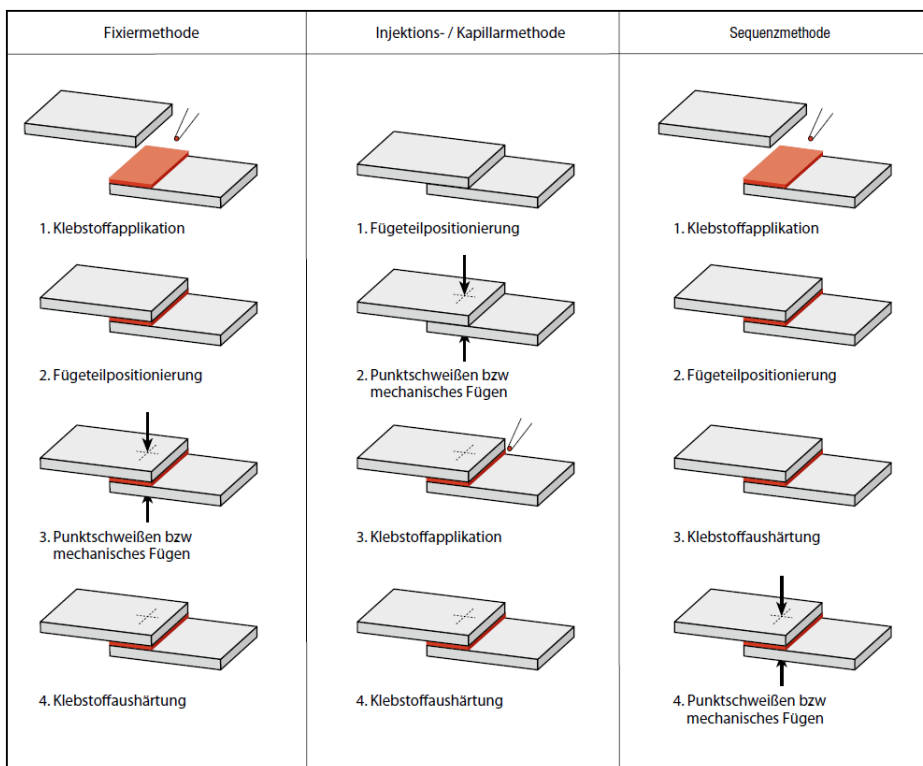 Fixiermethode
Injektions- / Kapillarmethode
Sequenzmethode
1. Klebstoffapplikation
2. Fügeteilpositionierung
3. Punktschweißen bzw
mechanisches Fügen
4. Klebstoffaushärtung
1. Fügeteilpositionierung
2. Punktschweißen bzw
mechanisches Fügen
3. Klebstoffapplikation
4. Klebstoffaushärtung
1. Klebstoffapplikation
2. Fügeteilpositionierung
3. Klebstoffaushärtung
4. Punktschweißen bzw
mechanisches Fügen